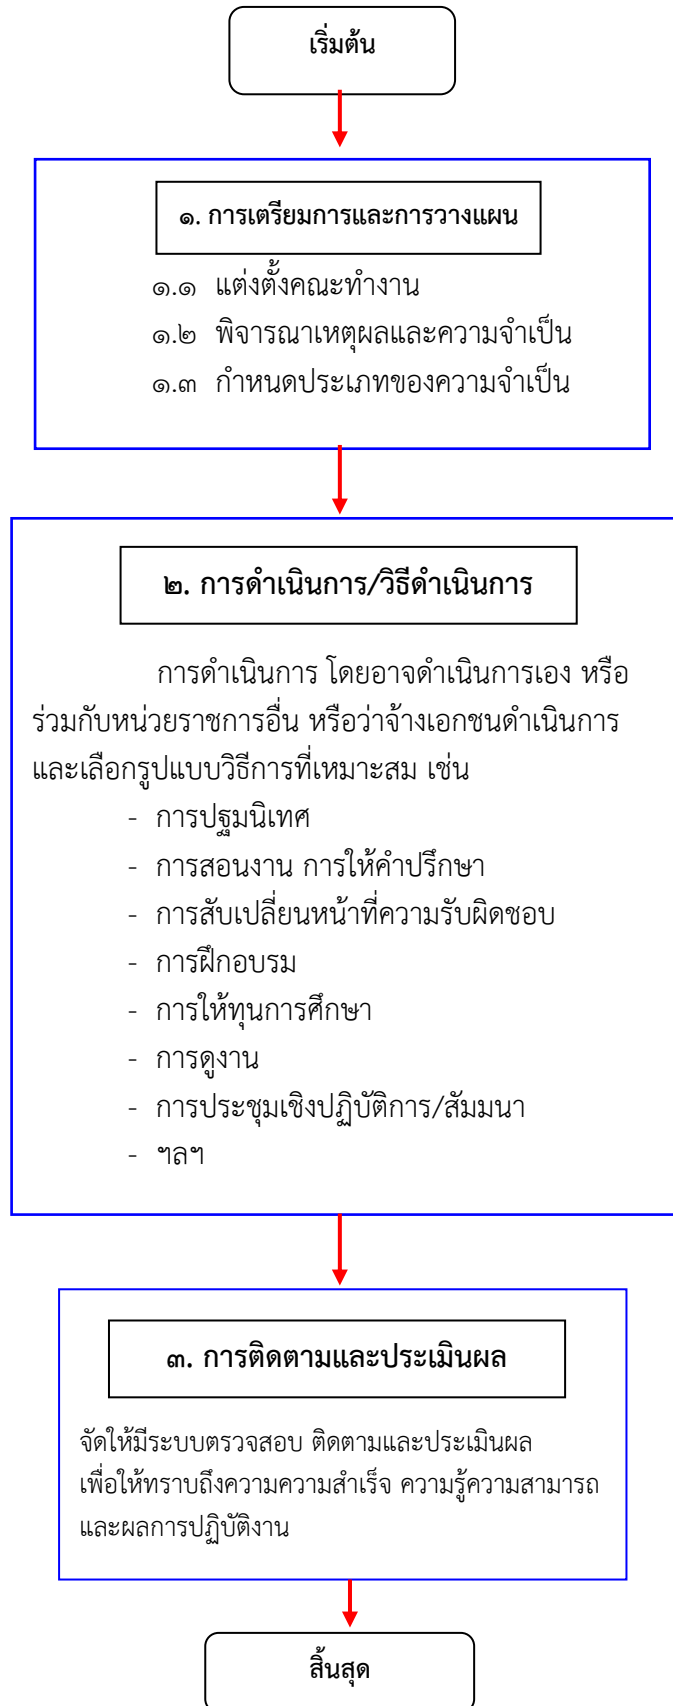 เริ่มต้น
๑. การเตรียมการและการวางแผน
๑.๑ แต่งตั้งคณะทำงาน
๑.๒ พิจารณาเหตุผลและความจำเป็น
๑.๓ กำหนดประเภทของความจำเป็น
๒. การดำเนินการ/วิธีดำเนินการ
การดำเนินการ โดยอาจดำเนินการเอง หรือ
ร่วมกับหน่วยราชการอื่น หรือว่าจ้างเอกชนดำเนินการ
และเลือกรูปแบบวิธีการที่เหมาะสม เช่น
- การปฐมนิเทศ
- การสอนงาน การให้คำปรึกษา
- การสับเปลี่ยนหน้าที่ความรับผิดชอบ
- การฝึกอบรม
- การให้ทุนการศึกษา
- การดูงาน
- การประชุมเชิงปฏิบัติการ/สัมมนา
- ฯลฯ
๓. การติดตามและประเมินผล
จัดให้มีระบบตรวจสอบ ติดตามและประเมินผล
เพื่อให้ทราบถึงความความสำเร็จ ความรู้ความสามารถ
และผลการปฏิบัติงาน
สิ้นสุด